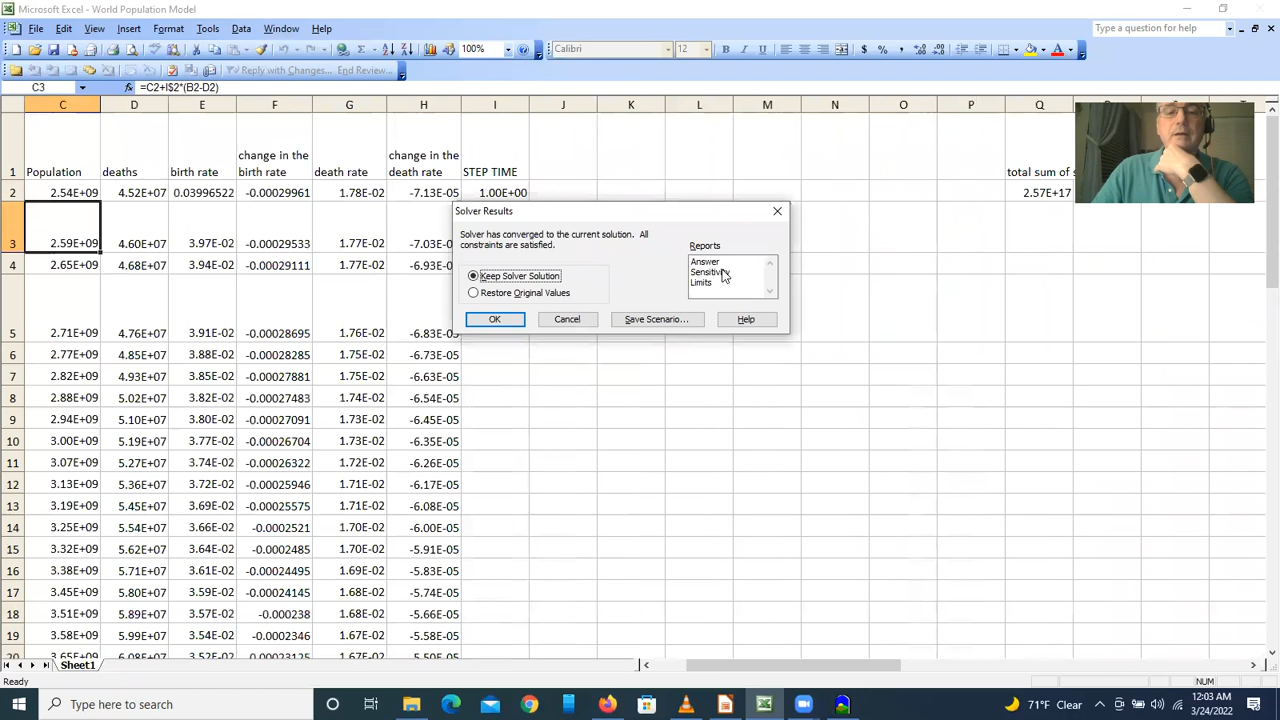 Microsoft Excel - World Population Model
File Edit View Insert Format Tools Data Window Help
Type a question for help
100%
Calibri
12
B I U
$ % ,
Reply with Changes... End Review...
C3
fx =C2+I$2*(B2-D2)
C D E F G H I J K L M N O P Q
1 Population deaths birth rate change in the birth rate death rate change in the death rate STEP TIME total sum of s
2 2.54E+09 4.52E+07 0.03996522 -0.00029961 1.78E-02 -7.13E-05 1.00E+00 2.57E+17
3 2.59E+09 4.60E+07 3.97E-02 -0.00029533 1.77E-02 -7.03E-05
4 2.65E+09 4.68E+07 3.94E-02 -0.00029111 1.77E-02 -6.93E-05
5 2.71E+09 4.76E+07 3.91E-02 -0.00028695 1.76E-02 -6.83E-05
6 2.77E+09 4.85E+07 3.88E-02 -0.00028285 1.75E-02 -6.73E-05
7 2.82E+09 4.93E+07 3.85E-02 -0.00027881 1.75E-02 -6.63E-05
8 2.88E+09 5.02E+07 3.82E-02 -0.00027483 1.74E-02 -6.54E-05
9 2.94E+09 5.10E+07 3.80E-02 -0.00027091 1.73E-02 -6.45E-05
10 3.00E+09 5.19E+07 3.77E-02 -0.00026704 1.73E-02 -6.35E-05
11 3.07E+09 5.27E+07 3.74E-02 -0.00026322 1.72E-02 -6.26E-05
12 3.13E+09 5.36E+07 3.72E-02 -0.00025946 1.71E-02 -6.17E-05
13 3.19E+09 5.45E+07 3.69E-02 -0.00025575 1.71E-02 -6.08E-05
14 3.25E+09 5.54E+07 3.66E-02 -0.0002521 1.70E-02 -6.00E-05
15 3.32E+09 5.62E+07 3.64E-02 -0.0002485 1.70E-02 -5.91E-05
16 3.38E+09 5.71E+07 3.61E-02 -0.00024495 1.69E-02 -5.83E-05
17 3.45E+09 5.80E+07 3.59E-02 -0.00024145 1.68E-02 -5.74E-05
18 3.51E+09 5.89E+07 3.57E-02 -0.000238 1.68E-02 -5.66E-05
19 3.58E+09 5.99E+07 3.54E-02 -0.0002346 1.67E-02 -5.58E-05
20 3.65E+09 6.08E+07 3.52E-02 -0.00023125 1.67E-02 -5.50E-05
Solver Results
Solver has converged to the current solution. All
constraints are satisfied.
Keep Solver Solution
Restore Original Values
Reports
Answer
Sensitivity
Limits
OK Cancel Save Scenario... Help
Sheet1
Ready
NUM
Type here to search
71°F Clear
12:03 AM
3/24/2022